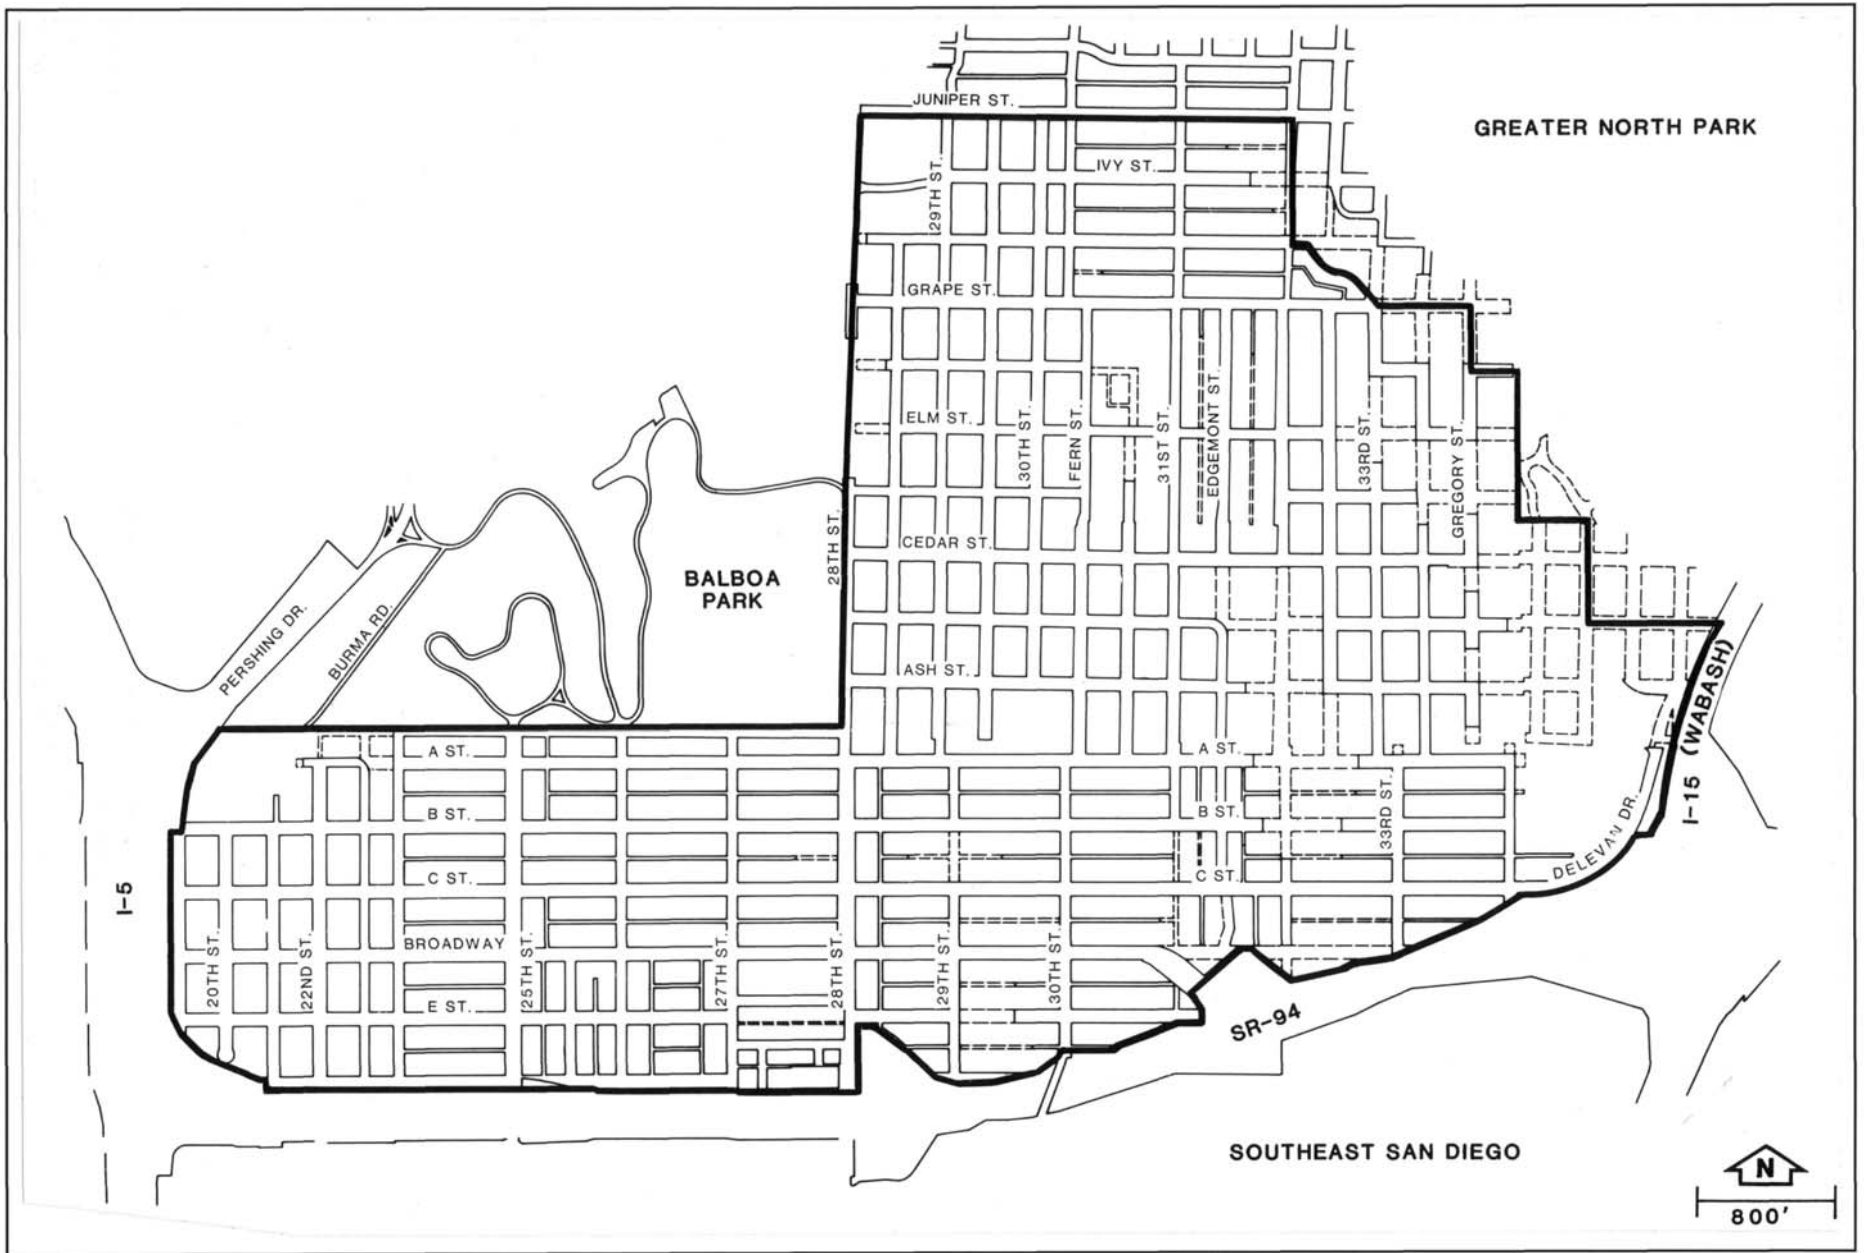 JUNIPER ST.
GREATER NORTH PARK
IVY ST.
29TH ST.
GRAPE ST.
ELM ST.
30TH ST.
FERN ST.
31ST ST.
EDGEMONT ST.
33RD ST.
GREGORY ST.
28TH ST.
CEDAR ST.
BALBOA
PARK
PERSHING DR.
BURMA RD.
ASH ST.
I-15 (WABASH)
A ST.
A ST.
B ST.
B ST.
33RD ST.
DELEVAN DR.
C ST.
C ST.
I-5
20TH ST.
22ND ST.
BROADWAY
25TH ST.
27TH ST.
28TH ST.
29TH ST.
30TH ST.
E ST.
SR-94
SOUTHEAST SAN DIEGO
N
800'